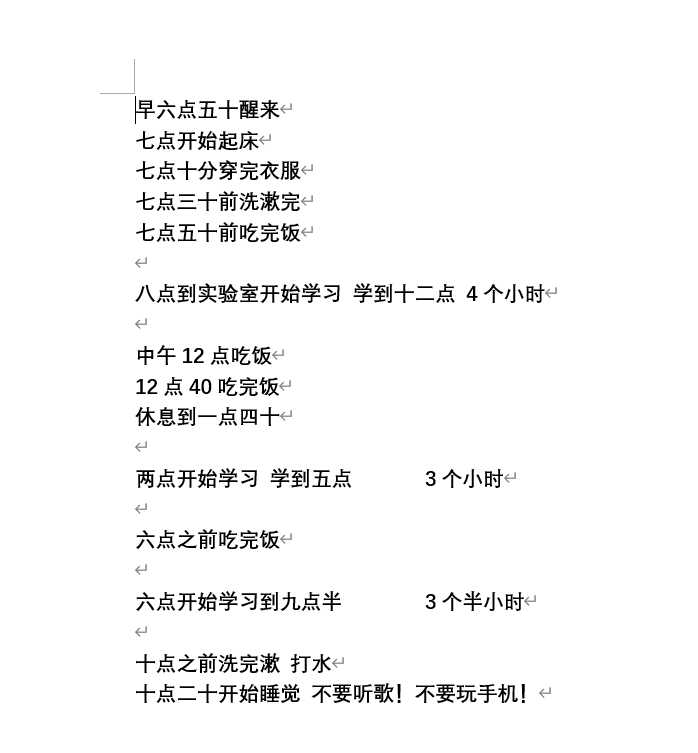 早六点五十醒来
七点开始起床
七点十分穿完衣服
七点三十前洗漱完
七点五十前吃完饭
八点到实验室开始学习 学到十二点 4 个小时
中午 12 点吃饭
12 点 40 吃完饭
休息到一点四十
两点开始学习 学到五点 3 个小时
六点之前吃完饭
六点开始学习到九点半 3 个半小时
十点之前洗完漱 打水
十点二十开始睡觉 不要听歌！不要玩手机！